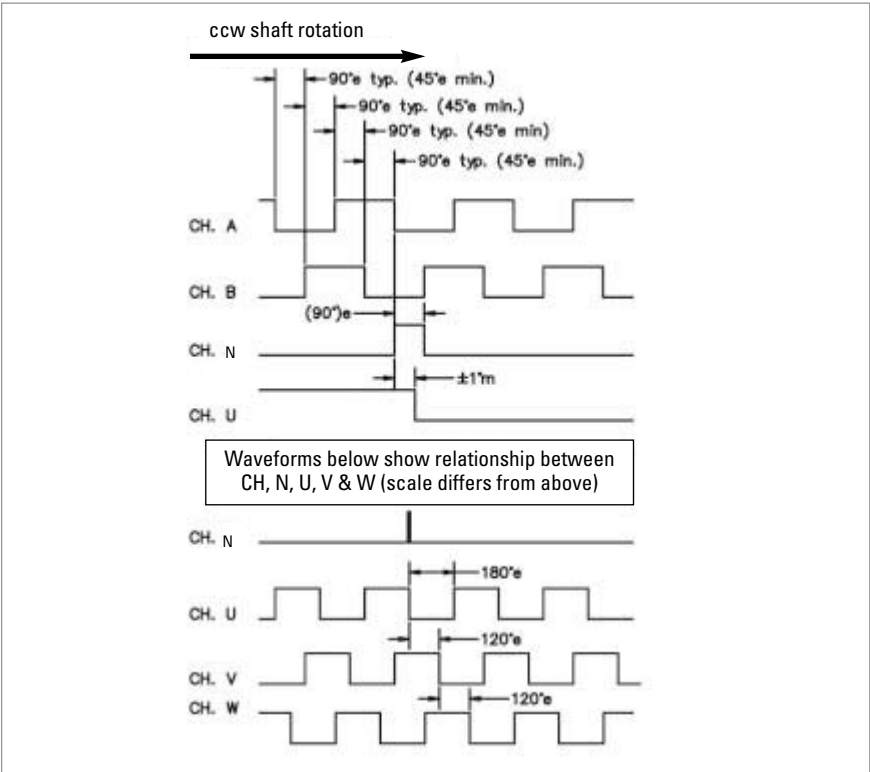 ccw shaft rotation
90°e typ. (45°e min.)
90°e typ. (45°e min.)
90°e typ. (45°e min)
90°e typ. (45°e min.)
CH. A
CH. B
(90°)e
CH. N
±1°m
CH. U
Waveforms below show relationship between
CH, N, U, V & W (scale differs from above)
CH. N
180°e
CH. U
120°e
CH. V
120°e
CH. W